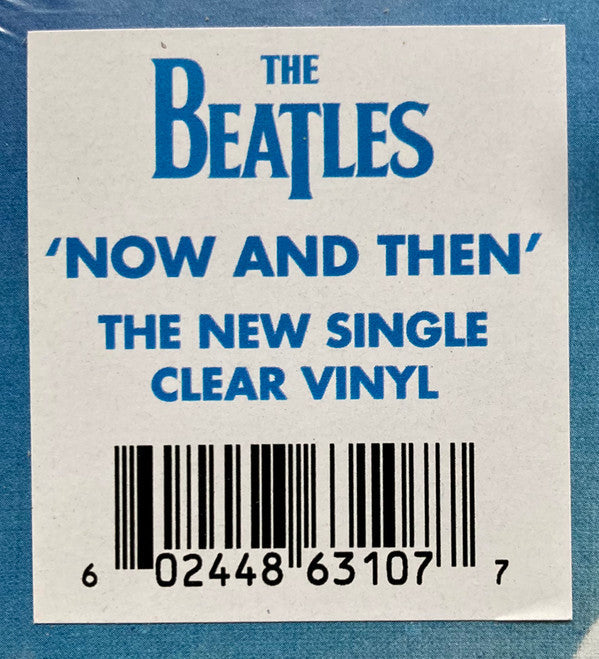 THE
BEATLES
‘NOW AND THEN’
THE NEW SINGLE
CLEAR VINYL
6 02448 63107 7